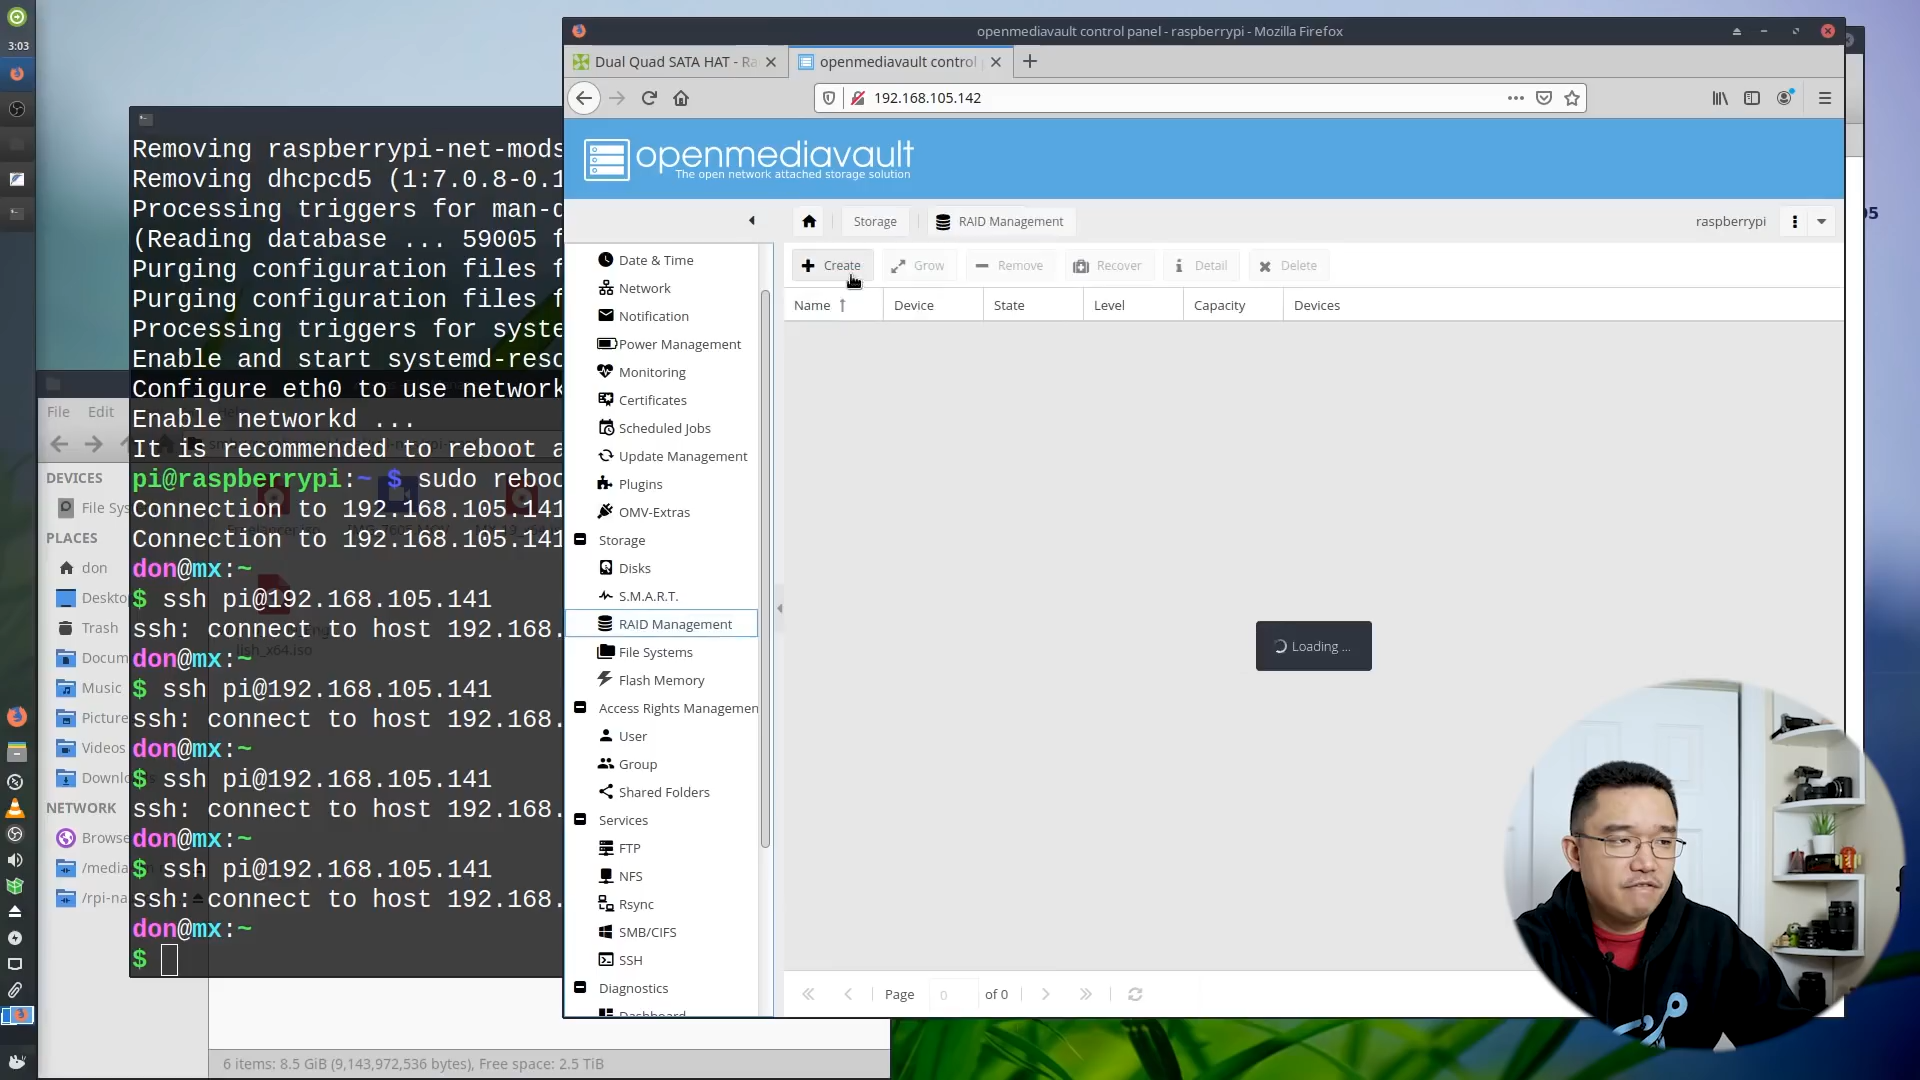 3:03
openmediavault control panel - raspberrypi - Mozilla Firefox
Dual Quad SATA HAT - Ra
openmediavault control
192.168.105.142
openmediavault
The open network attached storage solution
Storage
RAID Management
raspberrypi
Create
Grow
Remove
Recover
Detail
Delete
Name
Device
State
Level
Capacity
Devices
Loading ...
Page
0
of 0
Date & Time
Network
Notification
Power Management
Monitoring
Certificates
Scheduled Jobs
Update Management
Plugins
OMV-Extras
Storage
Disks
S.M.A.R.T.
RAID Management
File Systems
Flash Memory
Access Rights Managemen
User
Group
Shared Folders
Services
FTP
NFS
Rsync
SMB/CIFS
SSH
Diagnostics
Dashboard
Removing raspberrypi-net-mods
Removing dhcpcd5 (1:7.0.8-0.1
Processing triggers for man-d
(Reading database ... 59005 f
Purging configuration files f
Purging configuration files f
Processing triggers for syste
Enable and start systemd-reso
Configure eth0 to use network
Enable networkd ...
It is recommended to reboot a
pi@raspberrypi:~ $ sudo reboo
Connection to 192.168.105.141
Connection to 192.168.105.141
don@mx:~
$ ssh pi@192.168.105.141
ssh: connect to host 192.168.
don@mx:~
$ ssh pi@192.168.105.141
ssh: connect to host 192.168.
don@mx:~
$ ssh pi@192.168.105.141
ssh: connect to host 192.168.
don@mx:~
$ ssh pi@192.168.105.141
ssh: connect to host 192.168.
don@mx:~
$
File Edit
DEVICES
File Sys
PLACES
don
Deskto
Trash
Docum
Music
Picture
Videos
Downl
NETWORK
Browse
/media
/rpi-na
lish_x64.iso
6 items: 8.5 GiB (9,143,972,536 bytes), Free space: 2.5 TiB